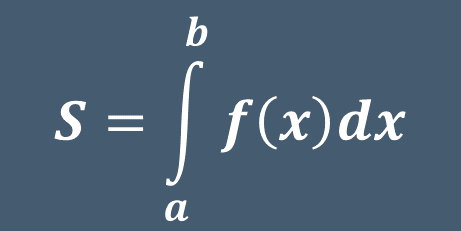 b
S = ∫ f(x)dx
a